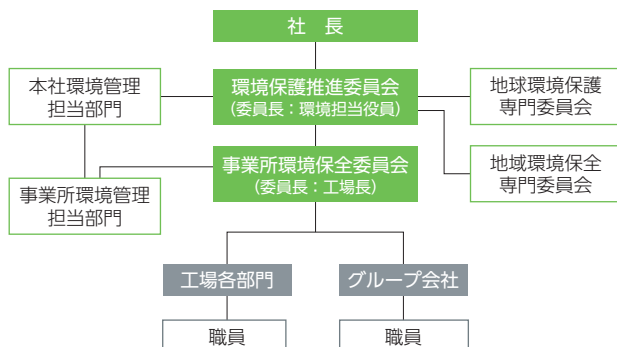 社 長
本社環境管理
担当部門
環境保護推進委員会
（委員長：環境担当役員）
地球環境保護
専門委員会
事業所環境管理
担当部門
事業所環境保全委員会
（委員長：工場長）
地域環境保全
専門委員会
工場各部門
グループ会社
職員
職員